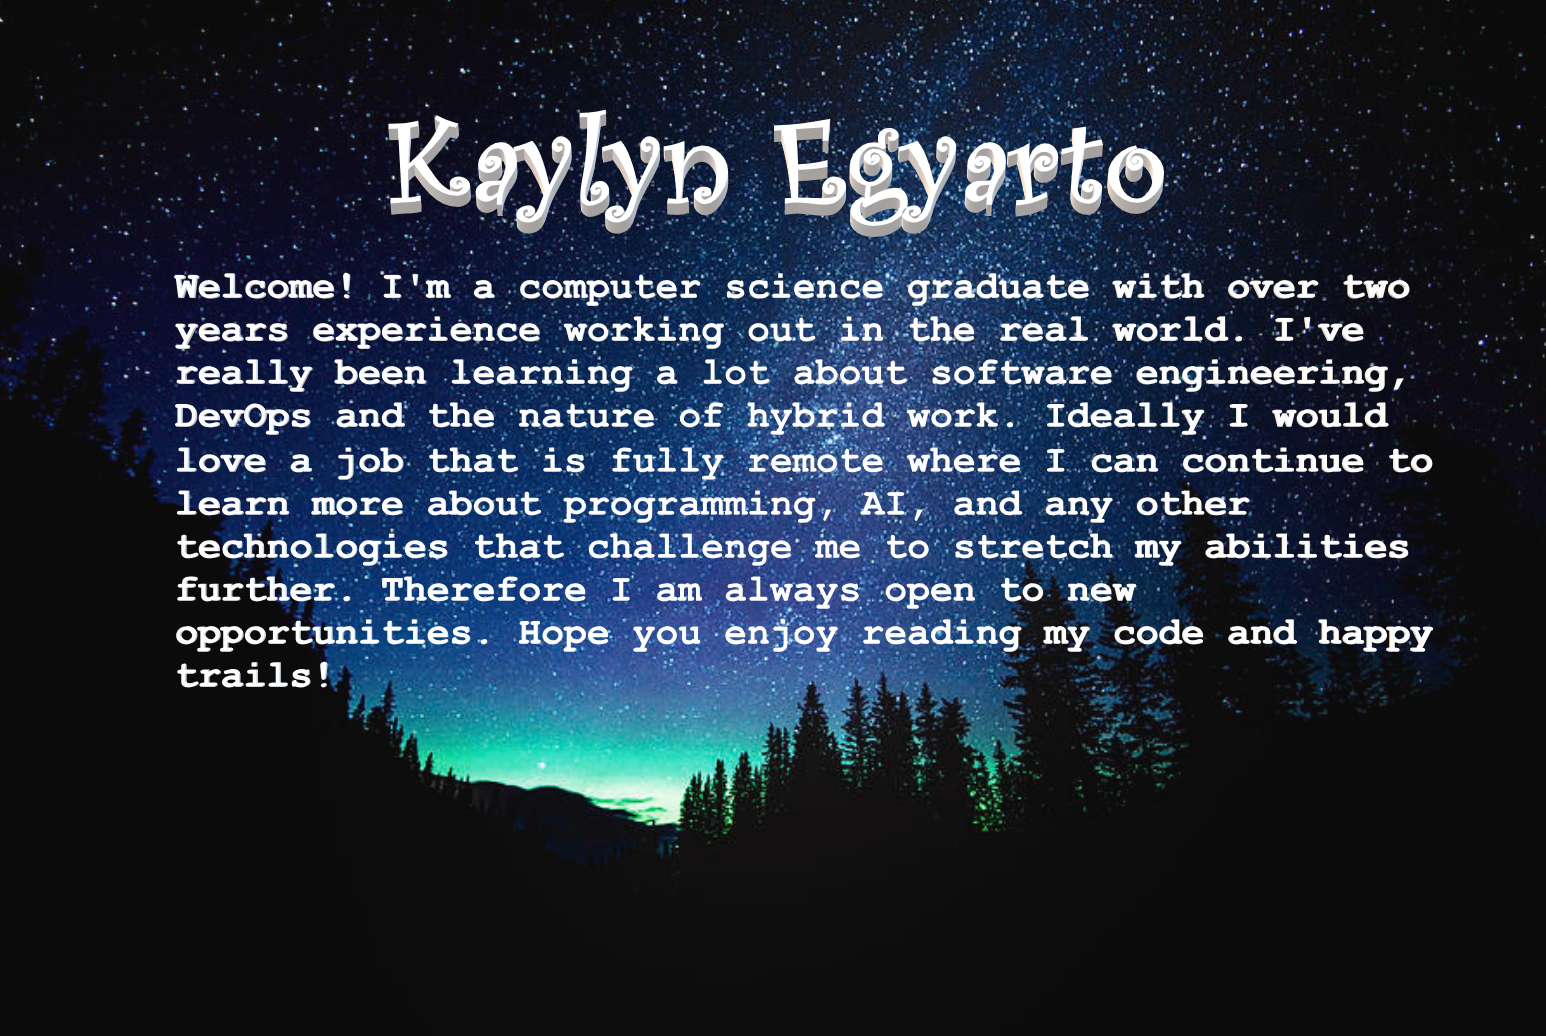 Kaylyn Egyarto
Welcome! I'm a computer science graduate with over two
years experience working out in the real world. I've
really been learning a lot about software engineering,
DevOps and the nature of hybrid work. Ideally I would
love a job that is fully remote where I can continue to
learn more about programming, AI, and any other
technologies that challenge me to stretch my abilities
further. Therefore I am always open to new
opportunities. Hope you enjoy reading my code and happy
trails!